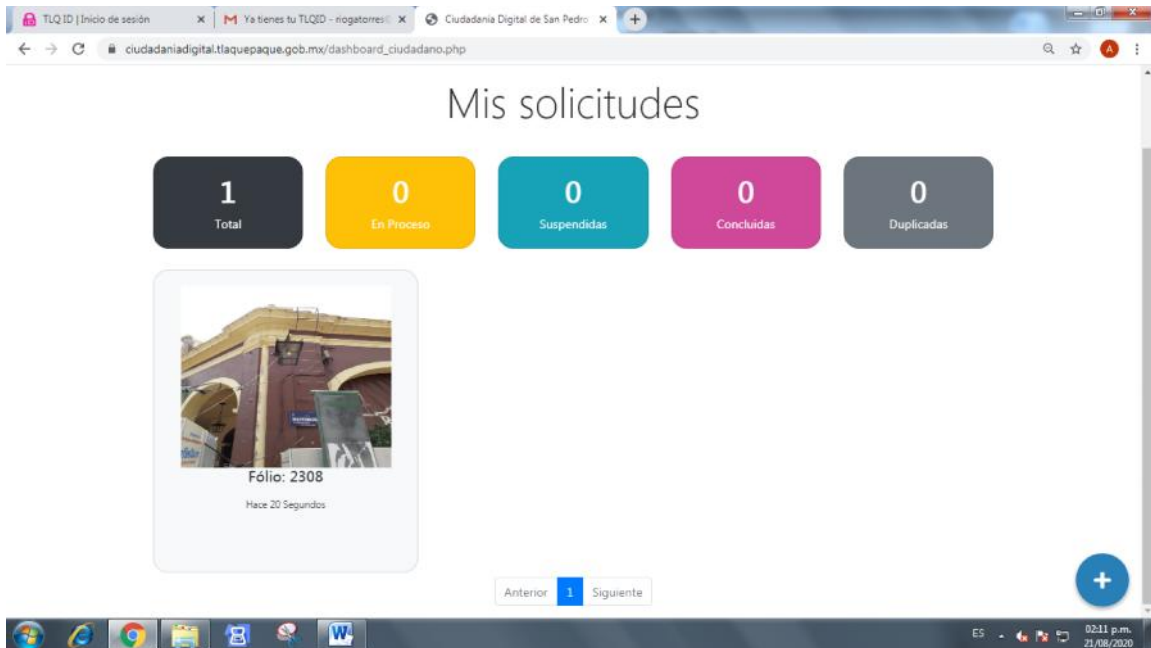 TLQ ID | Inicio de sesión
Ya tienes tu TLQID - riogatorres
Ciudadania Digital de San Pedro
ciudadaniadigital.tlaquepaque.gob.mx/dashboard_ciudadano.php
A
Mis solicitudes
1
Total
0
En Proceso
0
Suspendidas
0
Concluidas
0
Duplicadas
Fólio: 2308
Hace 20 Segundos
Anterior 1 Siguiente
+
ES
02:11 p.m.
21/08/2020